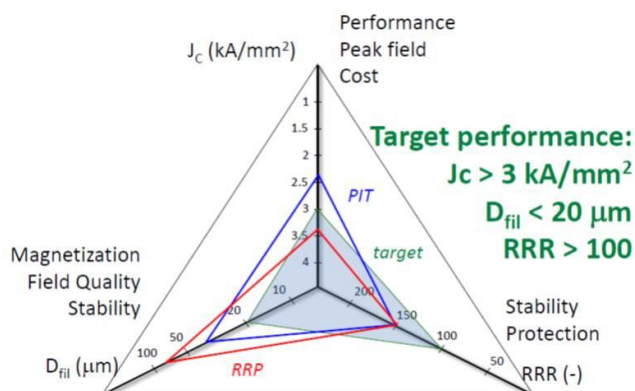 J_C (kA/mm²)
Performance
Peak field
Cost
1
1.5
2
2.5
3
3.5
4
PIT
target
RRP
Target performance:
Jc > 3 kA/mm²
D_fil < 20 μm
RRR > 100
Magnetization
Field Quality
Stability
10
20
50
100
D_fil (μm)
200
150
100
50
Stability
Protection
RRR (-)